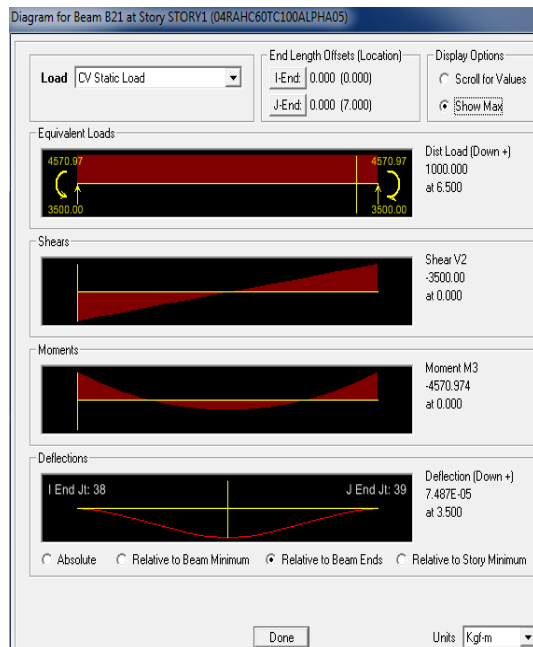 Diagram for Beam B21 at Story STORY1 (04RAHC60TC100ALPHA05)
Load CV Static Load
End Length Offsets (Location)
I-End: 0.000 (0.000)
J-End: 0.000 (7.000)
Display Options
Scroll for Values
Show Max
Equivalent Loads
4570.97 4570.97
3500.00 3500.00
Dist Load (Down +)
1000.000
at 6.500
Shears
Shear V2
-3500.00
at 0.000
Moments
Moment M3
-4570.974
at 0.000
Deflections
I End Jt: 38 J End Jt: 39
Deflection (Down +)
7.487E-05
at 3.500
Absolute Relative to Beam Minimum Relative to Beam Ends Relative to Story Minimum
Done Units Kgf-m